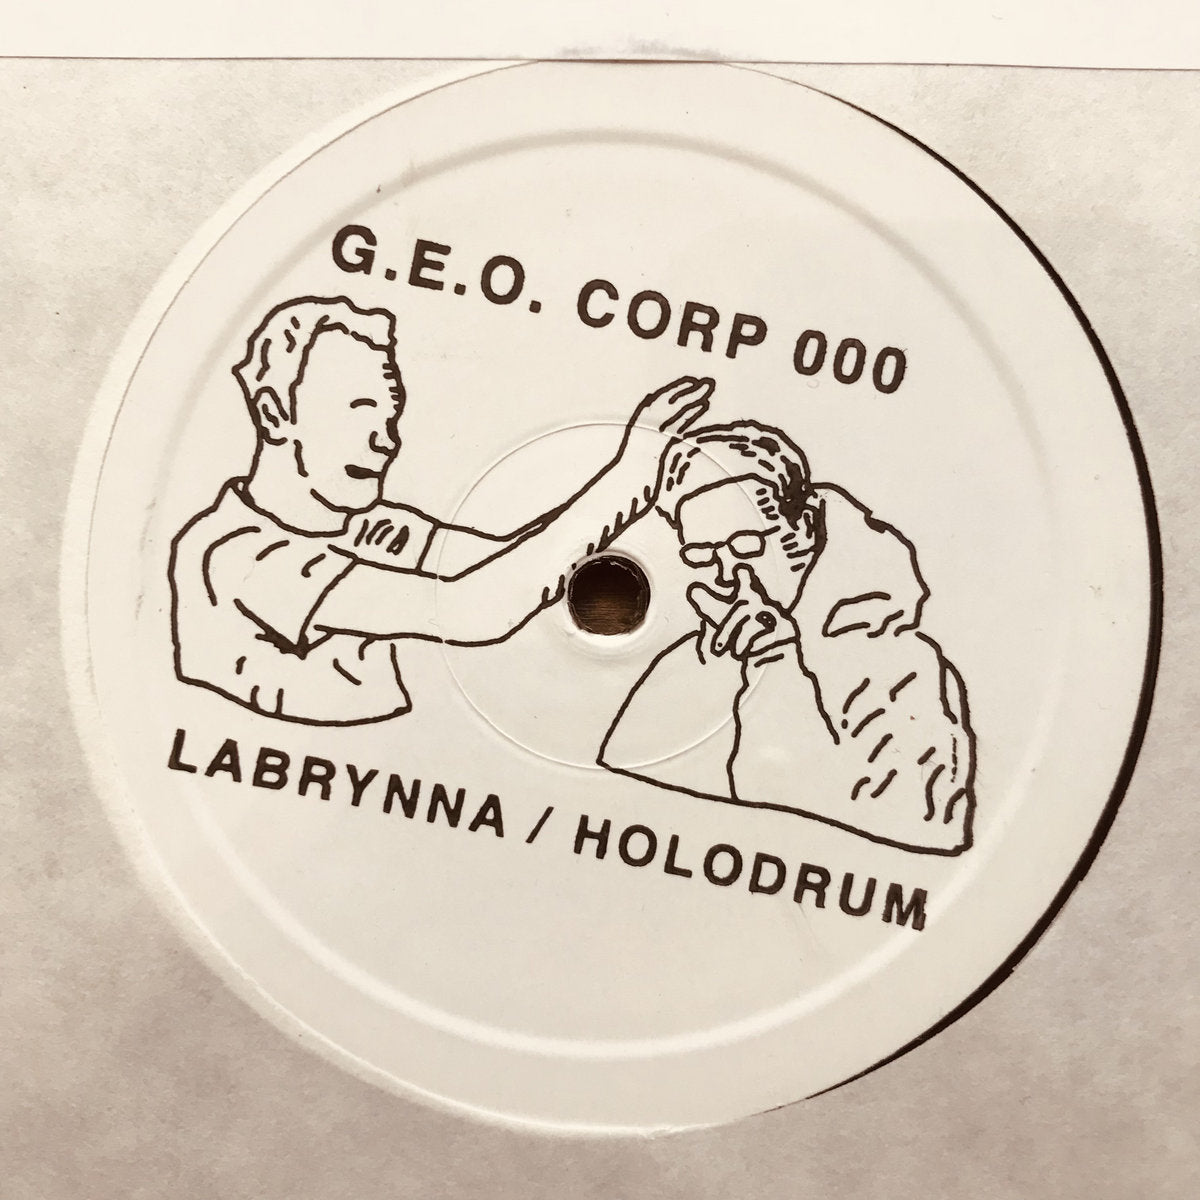 G.E.O. CORP 000
LABRYNNA / HOLODRUM